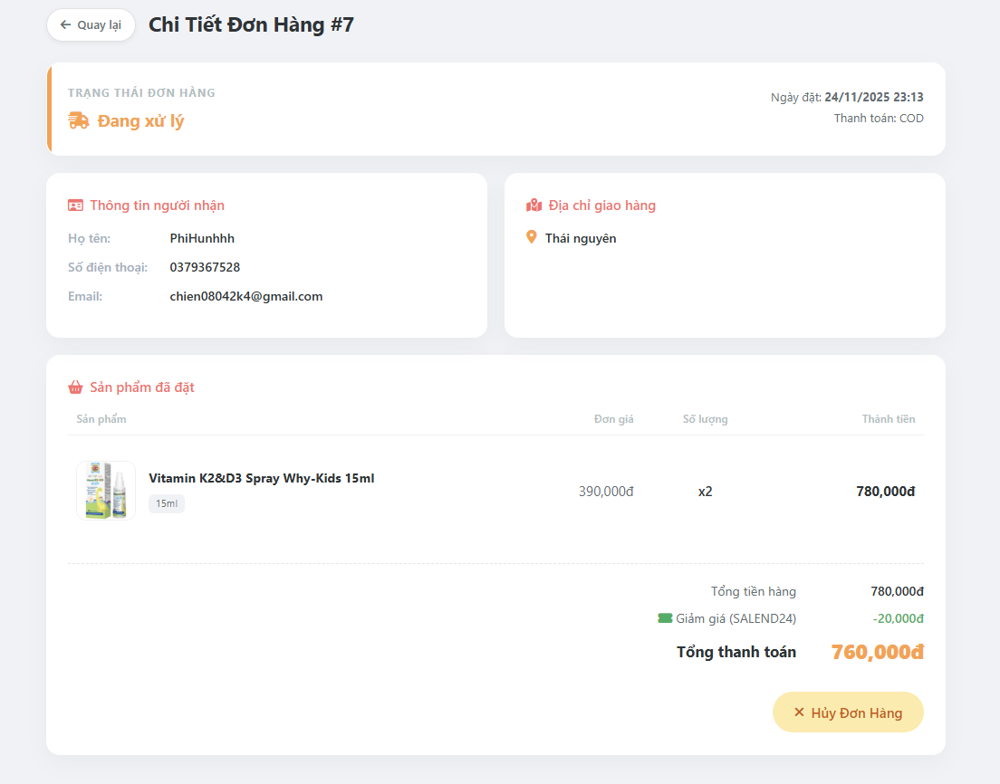 Quay lại
Chi Tiết Đơn Hàng #7
TRẠNG THÁI ĐƠN HÀNG
Đang xử lý
Ngày đặt: 24/11/2025 23:13
Thanh toán: COD
Thông tin người nhận
Họ tên: PhiHunhhh
Số điện thoại: 0379367528
Email: chien08042k4@gmail.com
Địa chỉ giao hàng
Thái nguyên
Sản phẩm đã đặt
Sản phẩm Đơn giá Số lượng Thành tiền
Vitamin K2&D3 Spray Why-Kids 15ml
15ml
390,000đ x2 780,000đ
Tổng tiền hàng 780,000đ
Giảm giá (SALEND24) -20,000đ
Tổng thanh toán 760,000đ
Hủy Đơn Hàng